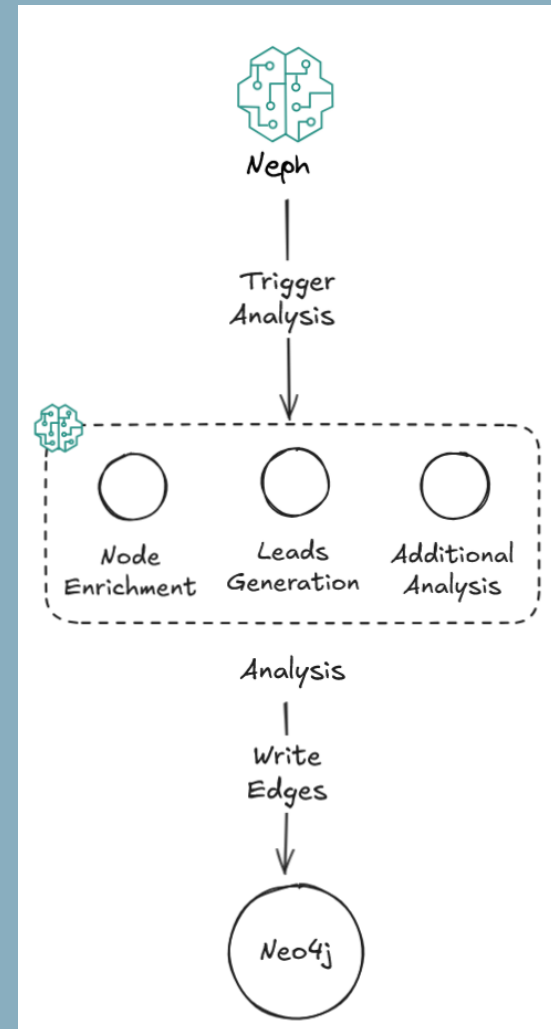 Neph
Trigger
Analysis
Node
Enrichment
Leads
Generation
Additional
Analysis
Analysis
Write
Edges
Neo4j